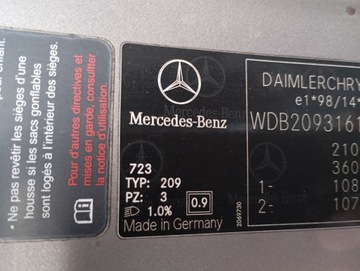 • Ne pas revêtir les sièges d'une
housse si les sacs gonflables
sont logés à l'intérieur des sièges.
Pour d'autres directives et
mises en garde, consulter
la notice d'utilisation.
Mercedes-Benz
DAIMLERCHRY
e1*98/14
WDB2093161
210
360
1- 108
2- 107
723
TYP: 209
PZ: 3
1.0% 0.9
Made in Germany
2069730